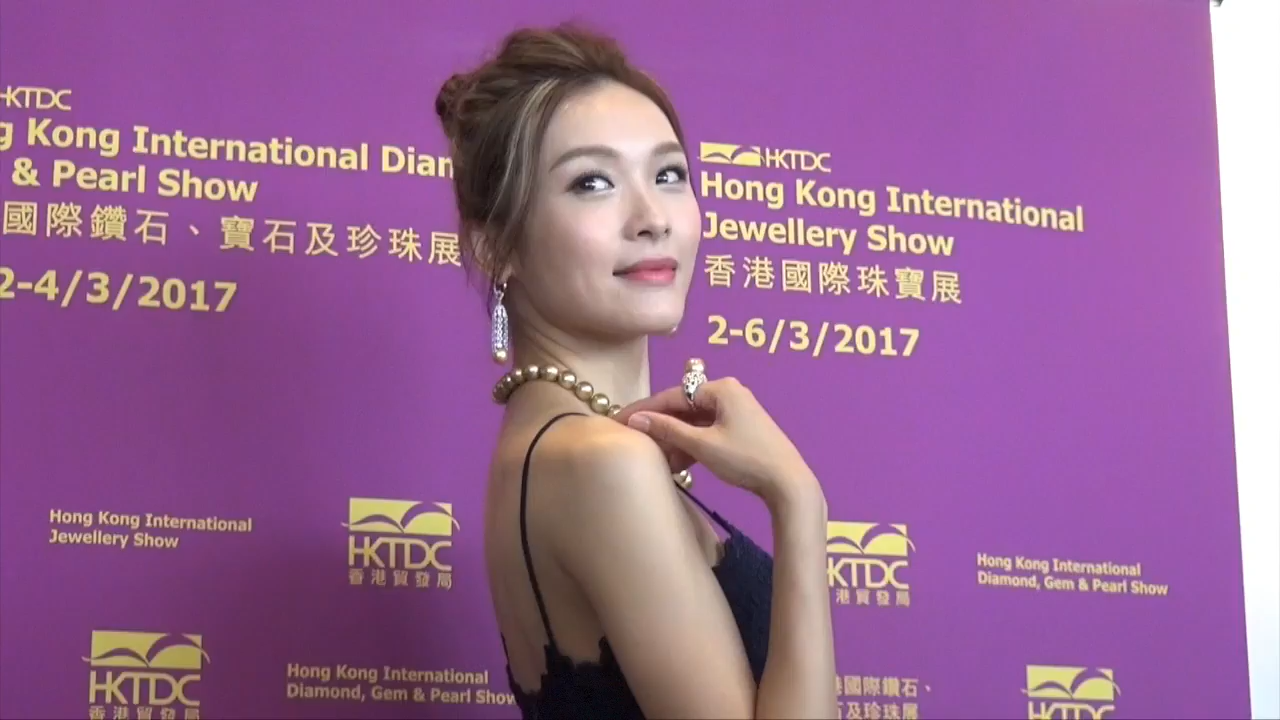 HKTDC
Kong International
& Pearl Show
國際鑽石、寶石及珍珠展
2-4/3/2017
HKTDC
Hong Kong International
Jewellery Show
香港國際珠寶展
2-6/3/2017
Hong Kong International
Jewellery Show
HKTDC
香港貿發局
HKTDC
香港貿發局
Hong Kong International
Diamond, Gem & Pearl Show
Hong Kong International
Diamond, Gem & Pearl Show
HKTDC
香港貿發局
國際鑽石、
石及珍珠展
HKTDC